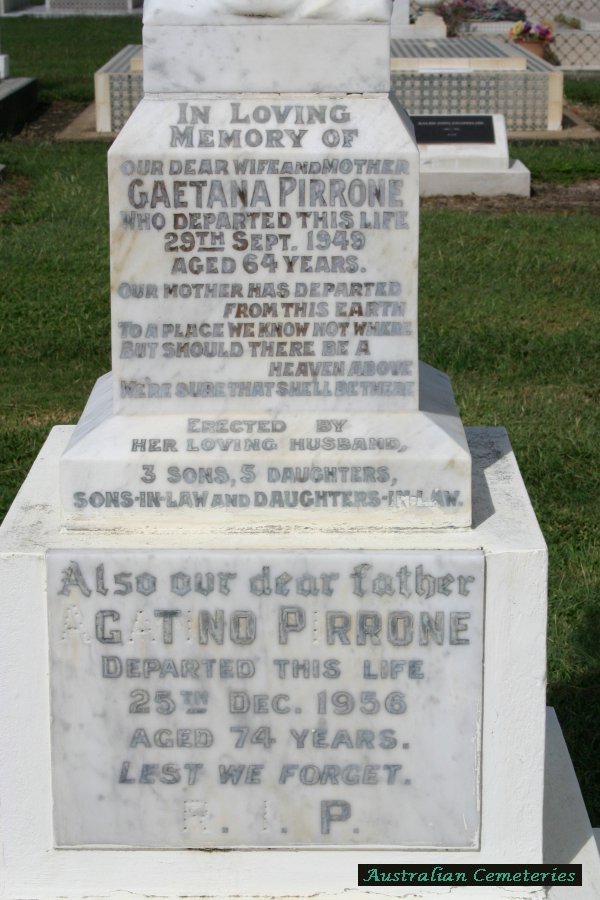 IN LOVING
MEMORY OF
OUR DEAR WIFE AND MOTHER
GAETANA PIRRONE
WHO DEPARTED THIS LIFE
29TH SEPT. 1949
AGED 64 YEARS.
OUR MOTHER HAS DEPARTED
FROM THIS EARTH
TO A PLACE WE KNOW NOT WHERE
BUT SHOULD THERE BE A
HEAVEN ABOVE
WE'RE SURE THAT SHE'LL BE THERE
ERECTED BY
HER LOVING HUSBAND,
3 SONS, 5 DAUGHTERS,
SONS-IN-LAW AND DAUGHTERS-IN-LAW.
Also our dear father
AGATINO PIRRONE
DEPARTED THIS LIFE
25TH DEC. 1956
AGED 74 YEARS.
LEST WE FORGET.
R. I. P.
Australian Cemeteries